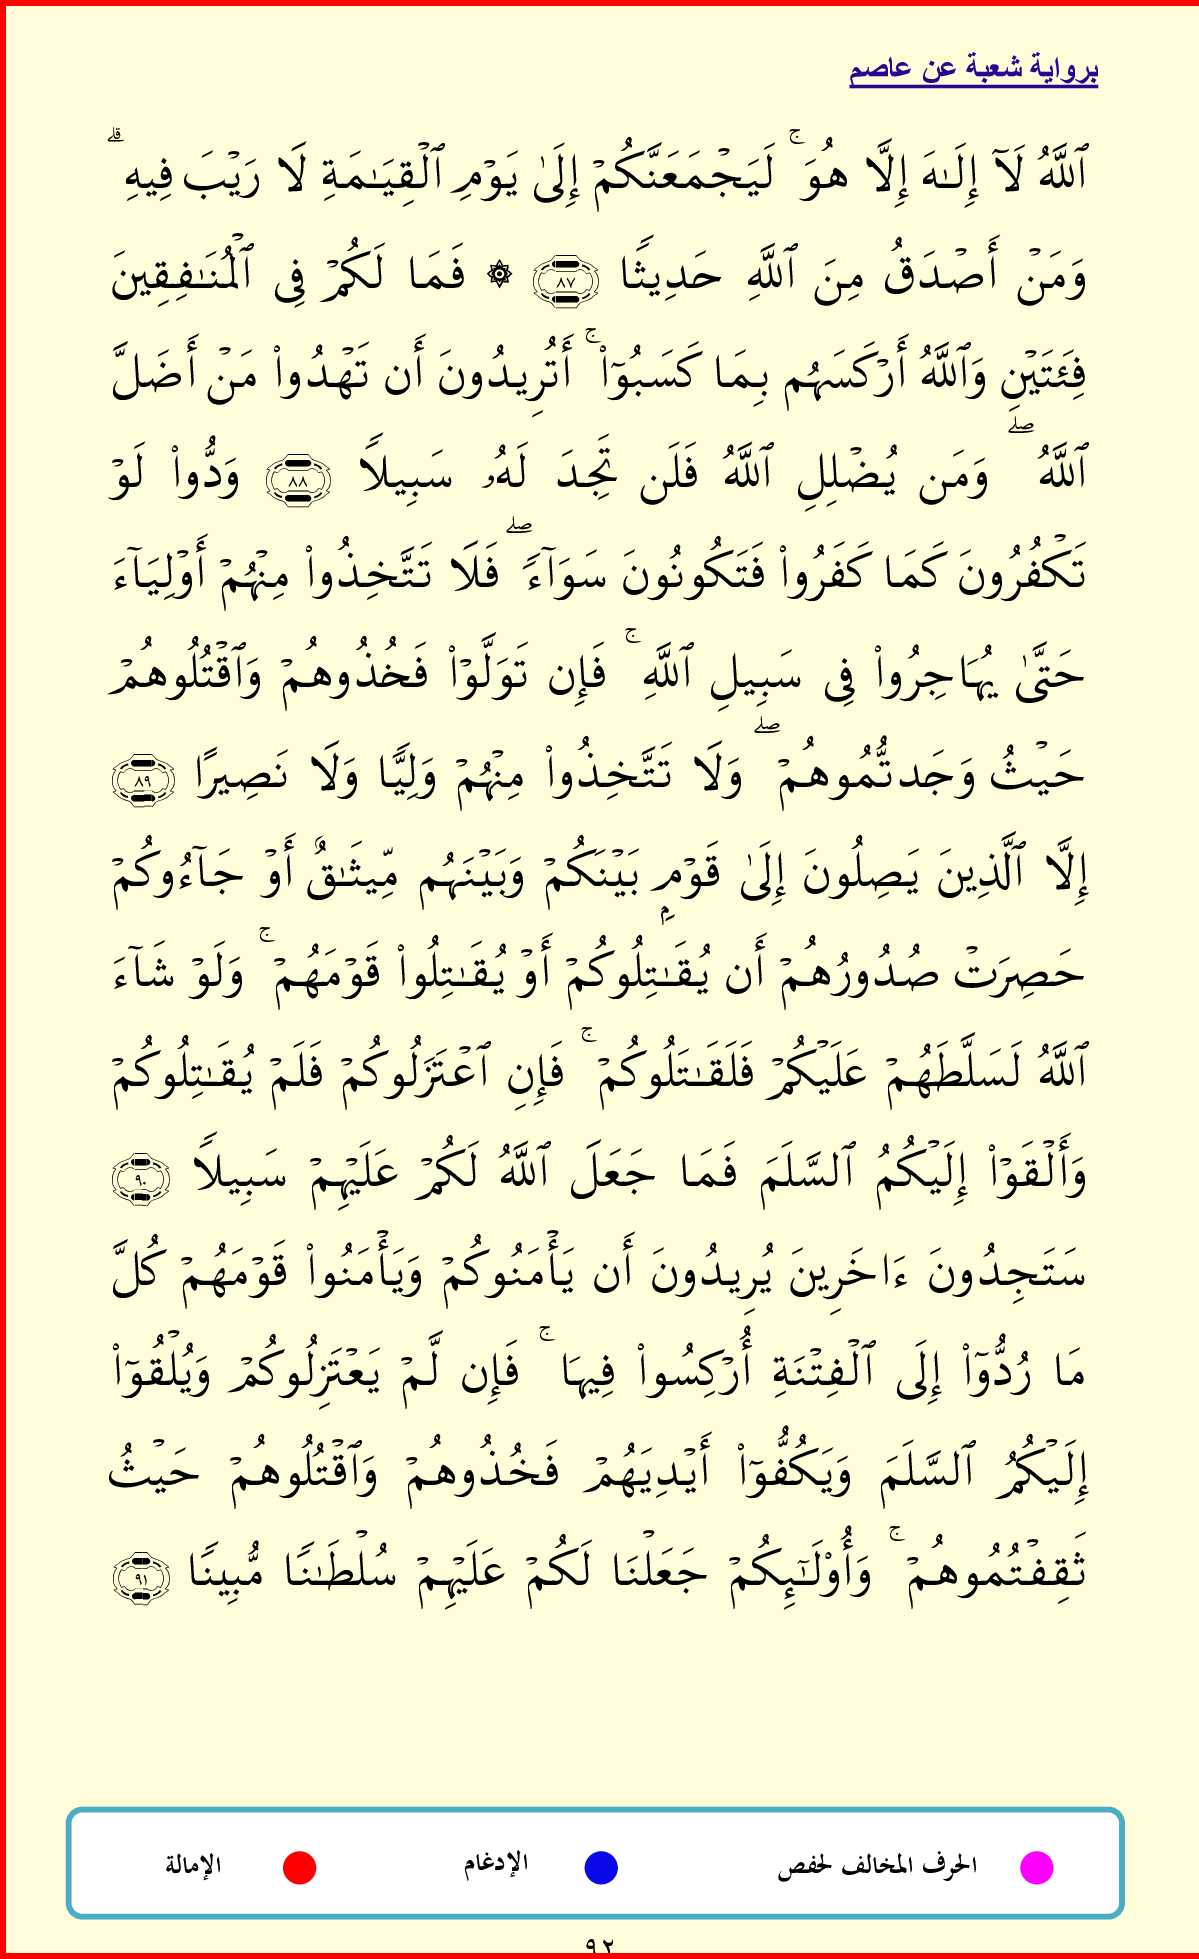 برواية شعبة عن عاصم
ٱللَّهُ لَآ إِلَـٰهَ إِلَّا هُوَ ۚ لَيَجْمَعَنَّكُمْ إِلَىٰ يَوْمِ ٱلْقِيَـٰمَةِ لَا رَيْبَ فِيهِ ۗ
وَمَنْ أَصْدَقُ مِنَ ٱللَّهِ حَدِيثًا ٨٧ ۞ فَمَا لَكُمْ فِى ٱلْمُنَـٰفِقِينَ
فِئَتَيْنِ وَٱللَّهُ أَرْكَسَهُم بِمَا كَسَبُوٓا۟ ۚ أَتُرِيدُونَ أَن تَهْدُوا۟ مَنْ أَضَلَّ
ٱللَّهُ ۖ وَمَن يُضْلِلِ ٱللَّهُ فَلَن تَجِدَ لَهُۥ سَبِيلًا ٨٨ وَدُّوا۟ لَوْ
تَكْفُرُونَ كَمَا كَفَرُوا۟ فَتَكُونُونَ سَوَآءً ۖ فَلَا تَتَّخِذُوا۟ مِنْهُمْ أَوْلِيَآءَ
حَتَّىٰ يُهَاجِرُوا۟ فِى سَبِيلِ ٱللَّهِ ۚ فَإِن تَوَلَّوْا۟ فَخُذُوهُمْ وَٱقْتُلُوهُمْ
حَيْثُ وَجَدتُّمُوهُمْ ۖ وَلَا تَتَّخِذُوا۟ مِنْهُمْ وَلِيًّا وَلَا نَصِيرًا ٨٩
إِلَّا ٱلَّذِينَ يَصِلُونَ إِلَىٰ قَوْمٍۭ بَيْنَكُمْ وَبَيْنَهُم مِّيثَـٰقٌ أَوْ جَآءُوكُمْ
حَصِرَتْ صُدُورُهُمْ أَن يُقَـٰتِلُوكُمْ أَوْ يُقَـٰتِلُوا۟ قَوْمَهُمْ ۚ وَلَوْ شَآءَ
ٱللَّهُ لَسَلَّطَهُمْ عَلَيْكُمْ فَلَقَـٰتَلُوكُمْ ۚ فَإِنِ ٱعْتَزَلُوكُمْ فَلَمْ يُقَـٰتِلُوكُمْ
وَأَلْقَوْا۟ إِلَيْكُمُ ٱلسَّلَمَ فَمَا جَعَلَ ٱللَّهُ لَكُمْ عَلَيْهِمْ سَبِيلًا ٩٠
سَتَجِدُونَ ءَاخَرِينَ يُرِيدُونَ أَن يَأْمَنُوكُمْ وَيَأْمَنُوا۟ قَوْمَهُمْ كُلَّ
مَا رُدُّوٓا۟ إِلَى ٱلْفِتْنَةِ أُرْكِسُوا۟ فِيهَا ۚ فَإِن لَّمْ يَعْتَزِلُوكُمْ وَيُلْقُوٓا۟
إِلَيْكُمُ ٱلسَّلَمَ وَيَكُفُّوٓا۟ أَيْدِيَهُمْ فَخُذُوهُمْ وَٱقْتُلُوهُمْ حَيْثُ
ثَقِفْتُمُوهُمْ ۚ وَأُو۟لَـٰٓئِكُمْ جَعَلْنَا لَكُمْ عَلَيْهِمْ سُلْطَـٰنًا مُّبِينًا ٩١
الحرف المخالف لحفص الإدغام الإمالة
٩٢